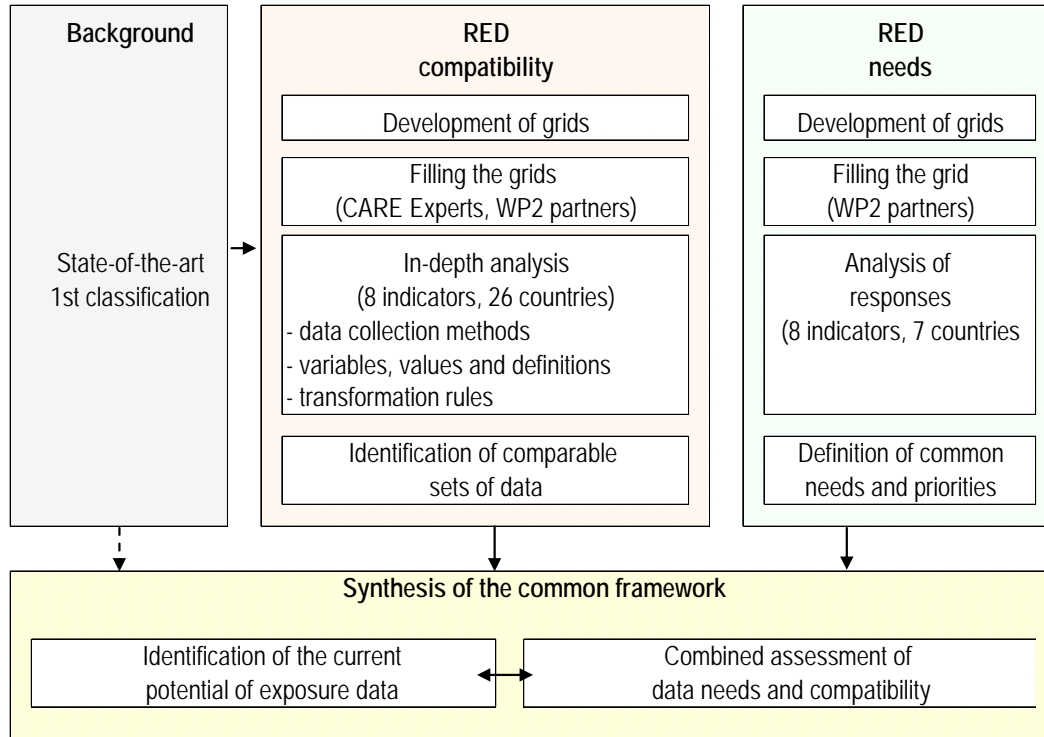 Background
State-of-the-art
1st classification
RED
compatibility
Development of grids
Filling the grids
(CARE Experts, WP2 partners)
In-depth analysis
(8 indicators, 26 countries)
- data collection methods
- variables, values and definitions
- transformation rules
Identification of comparable
sets of data
RED
needs
Development of grids
Filling the grid
(WP2 partners)
Analysis of
responses
(8 indicators, 7 countries
Definition of common
needs and priorities
Synthesis of the common framework
Identification of the current
potential of exposure data
Combined assessment of
data needs and compatibility